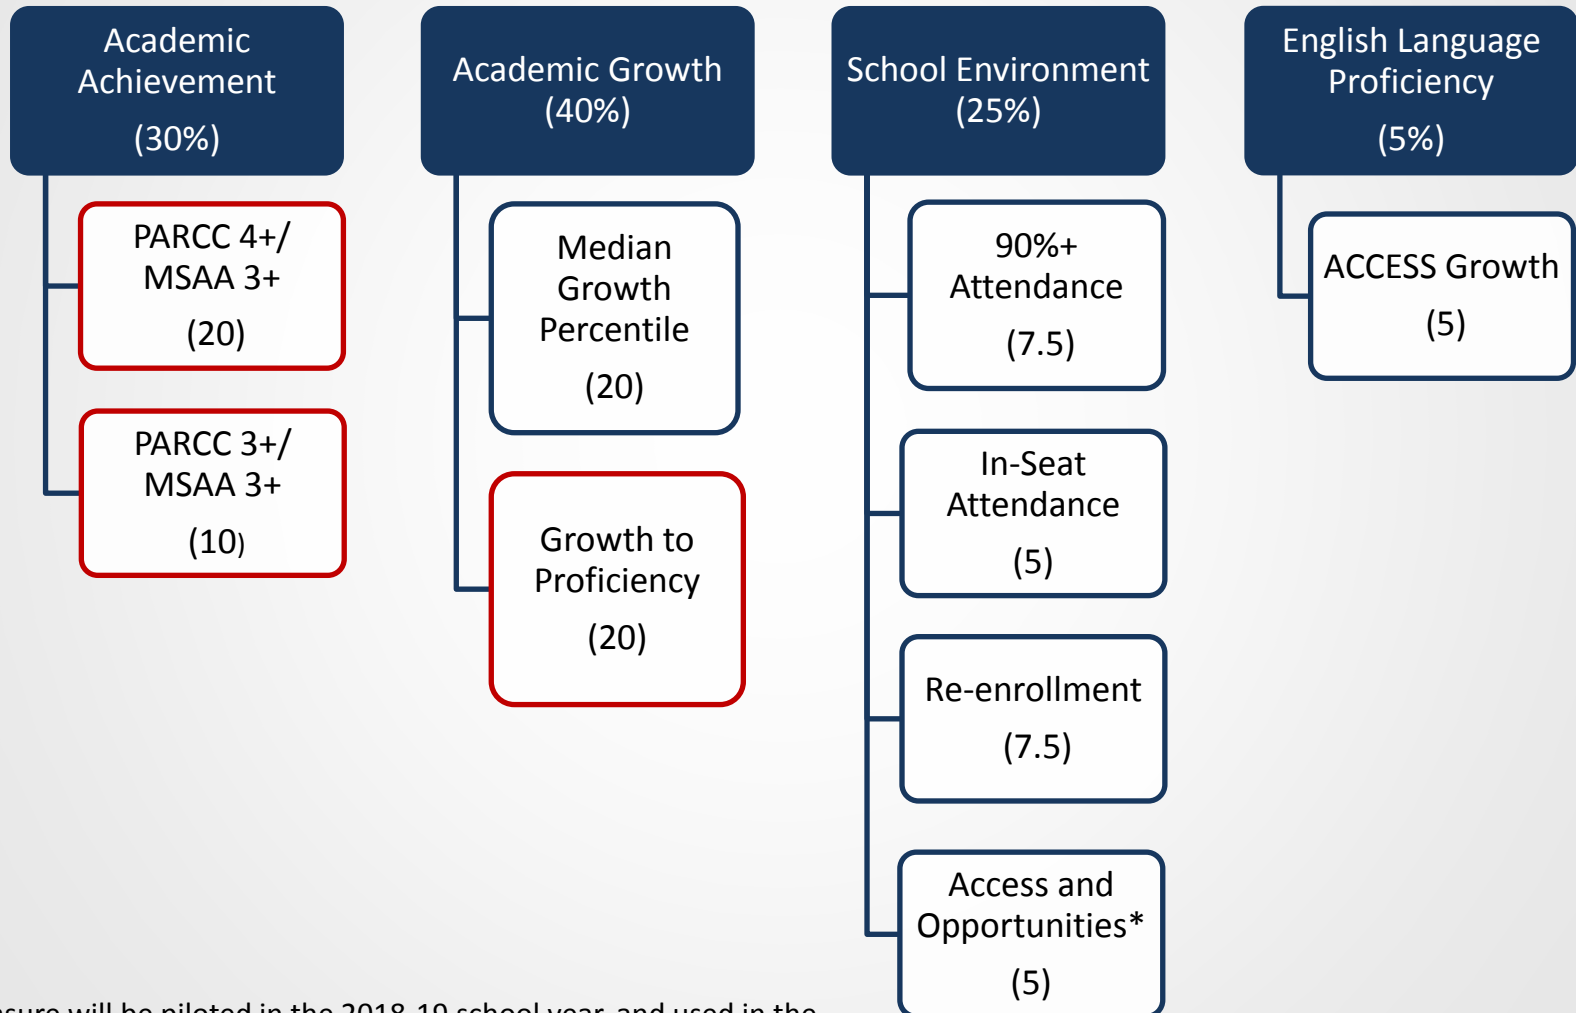 Academic
Achievement
(30%)
PARCC 4+/
MSAA 3+
(20)
PARCC 3+/
MSAA 3+
(10)
Academic Growth
(40%)
Median
Growth
Percentile
(20)
Growth to
Proficiency
(20)
School Environment
(25%)
90%+
Attendance
(7.5)
In-Seat
Attendance
(5)
Re-enrollment
(7.5)
Access and
Opportunities*
(5)
English Language
Proficiency
(5%)
ACCESS Growth
(5)
will be piloted in the 2018-19 school year, and used in the